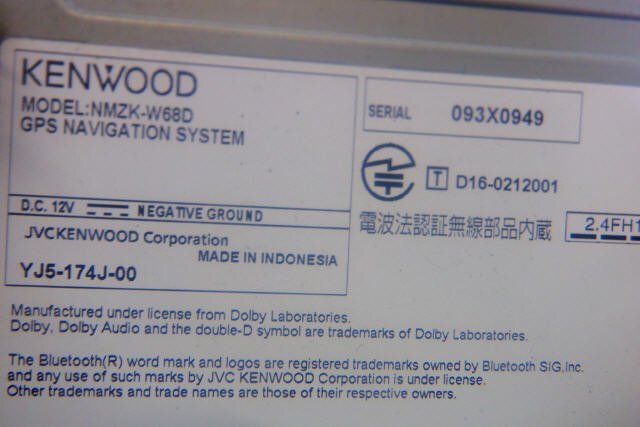 KENWOOD
MODEL:NMZK-W68D
GPS NAVIGATION SYSTEM
D.C. 12V NEGATIVE GROUND
JVCKENWOOD Corporation
MADE IN INDONESIA
YJ5-174J-00
SERIAL 093X0949
T D16-0212001
電波法認証無線部品内蔵
2.4FH1
Manufactured under license from Dolby Laboratories.
Dolby, Dolby Audio and the double-D symbol are trademarks of Dolby Laboratories.
The Bluetooth(R) word mark and logos are registered trademarks owned by Bluetooth SIG,Inc.
and any use of such marks by JVC KENWOOD Corporation is under license.
Other trademarks and trade names are those of their respective owners.